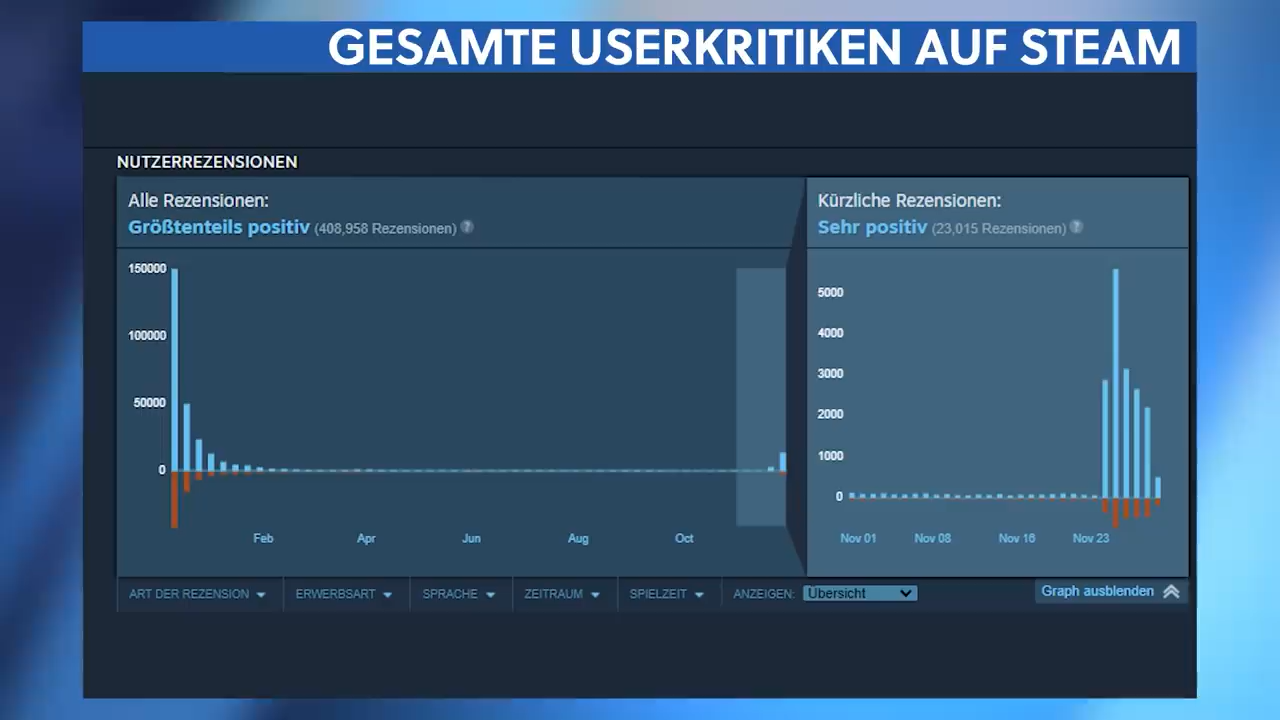 GESAMTE USERKRITIKEN AUF STEAM
NUTZERREZENSIONEN
Alle Rezensionen:
Größtenteils positiv (408,958 Rezensionen) ?
150000
100000
50000
0
Feb Apr Jun Aug Oct
Kürzliche Rezensionen:
Sehr positiv (23,015 Rezensionen) ?
5000
4000
3000
2000
1000
0
Nov 01 Nov 08 Nov 16 Nov 23
ART DER REZENSION ERWERBSART SPRACHE ZEITRAUM SPIELZEIT ANZEIGEN: Übersicht
Graph ausblenden